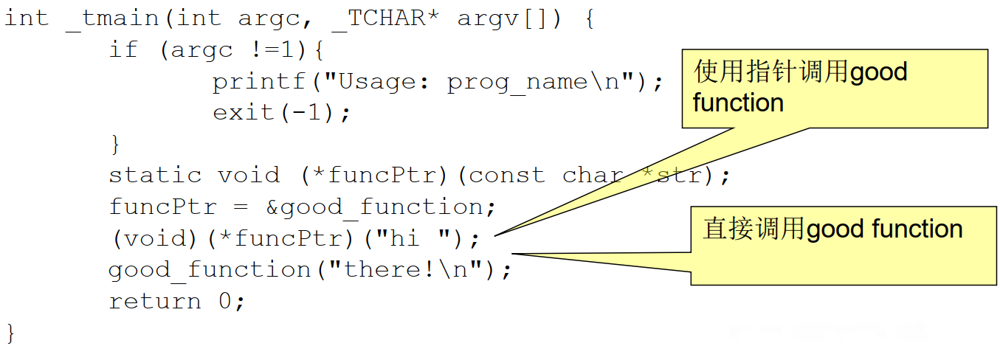 int _tmain(int argc, _TCHAR* argv[]) {
if (argc !=1){
printf("Usage: prog_name\n");
exit(-1);
}
static void (*funcPtr)(const char *str);
funcPtr = &good_function;
(void)(*funcPtr)("hi ");
good_function("there!\n");
return 0;
}
使用指针调用good
function
直接调用good function